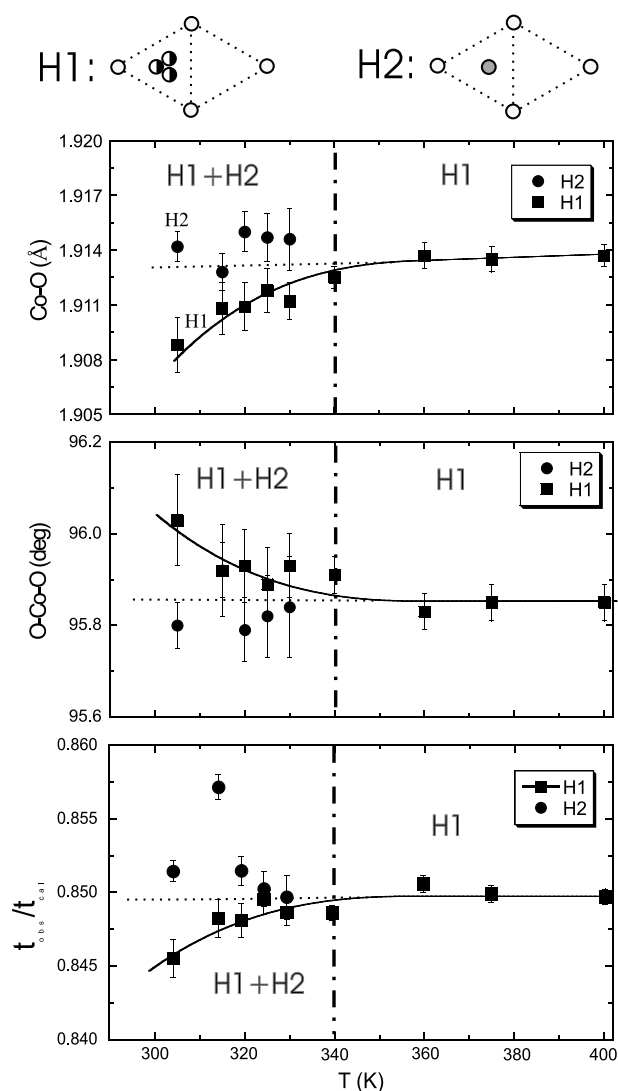 H1:
H2:
1.920
1.917
1.914
1.911
1.908
1.905
Co-O (Å)
H1+H2
H1
H2
H1
H2
H1
96.2
96.0
95.8
95.6
O-Co-O (deg)
H1+H2
H1
H2
H1
0.860
0.855
0.850
0.845
0.840
t obs /t cal
H1
H2
H1
H1+H2
300
320
340
360
380
400
T (K)